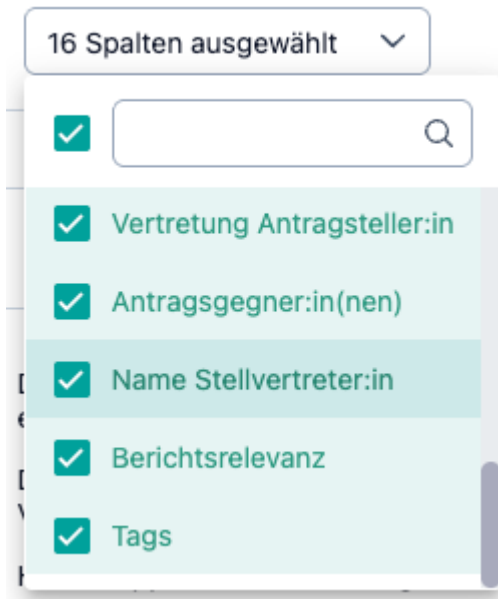 16 Spalten ausgewählt
Vertretung Antragsteller:in
Antragsgegner:in(nen)
Name Stellvertreter:in
Berichtsrelevanz
Tags